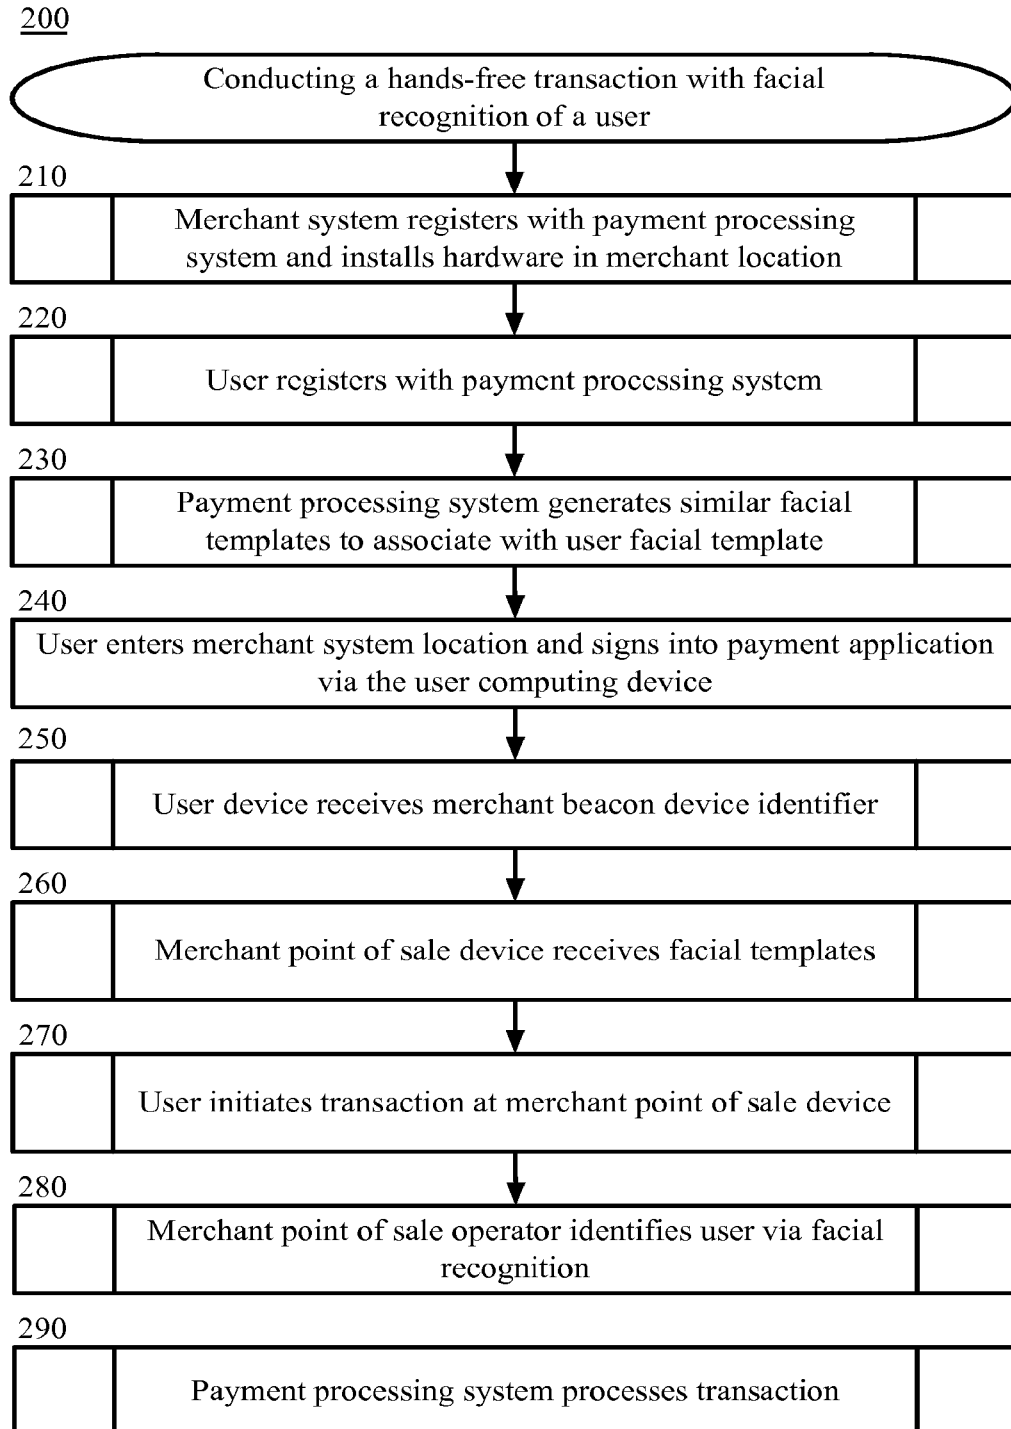 200
Conducting a hands-free transaction with facial
recognition of a user
210
Merchant system registers with payment processing
system and installs hardware in merchant location
220
User registers with payment processing system
230
Payment processing system generates similar facial
templates to associate with user facial template
240
User enters merchant system location and signs into payment application
via the user computing device
250
User device receives merchant beacon device identifier
260
Merchant point of sale device receives facial templates
270
User initiates transaction at merchant point of sale device
280
Merchant point of sale operator identifies user via facial
recognition
290
Payment processing system processes transaction